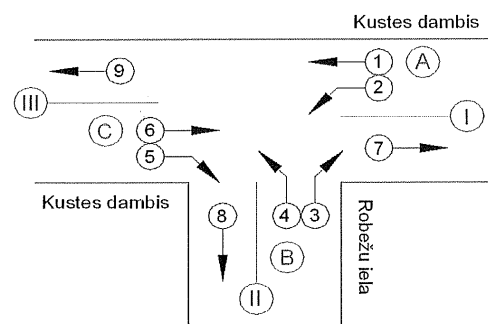 Kustes dambis
1 A
9 2
III I
C 6 7
5
Kustes dambis
8 4 3
Robežu iela
B
II